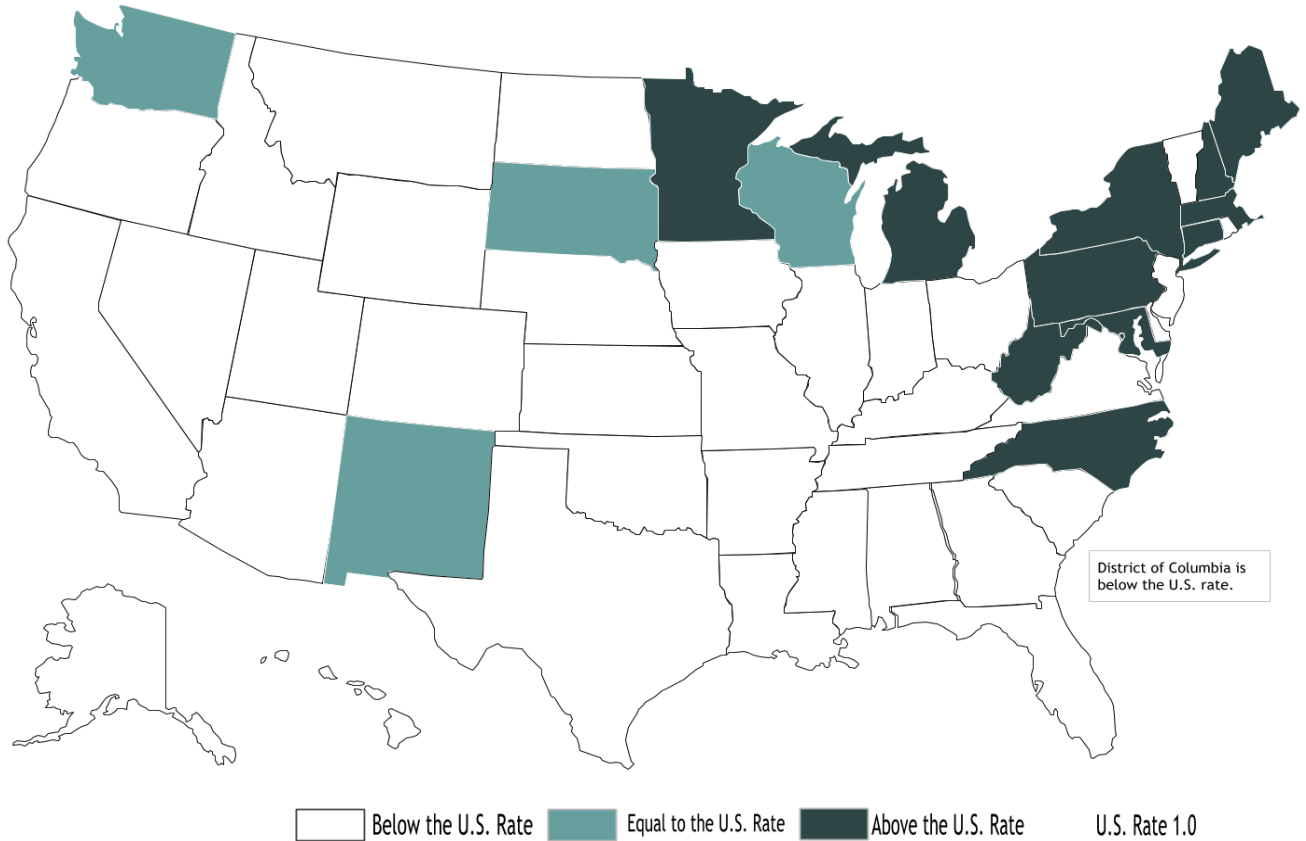 District of Columbia is
below the U.S. rate.
Below the U.S. Rate
Equal to the U.S. Rate
Above the U.S. Rate
U.S. Rate 1.0